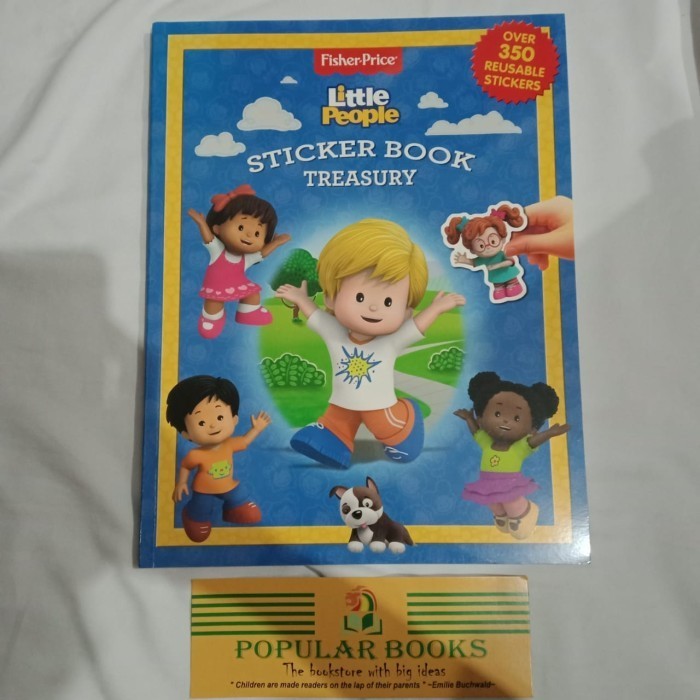 Fisher-Price®
OVER
350
REUSABLE
STICKERS
Little
People
STICKER BOOK
TREASURY
POPULAR BOOKS
The bookstore with big ideas
" Children are made readers on the lap of their parents " ~Emilie Buchwald~